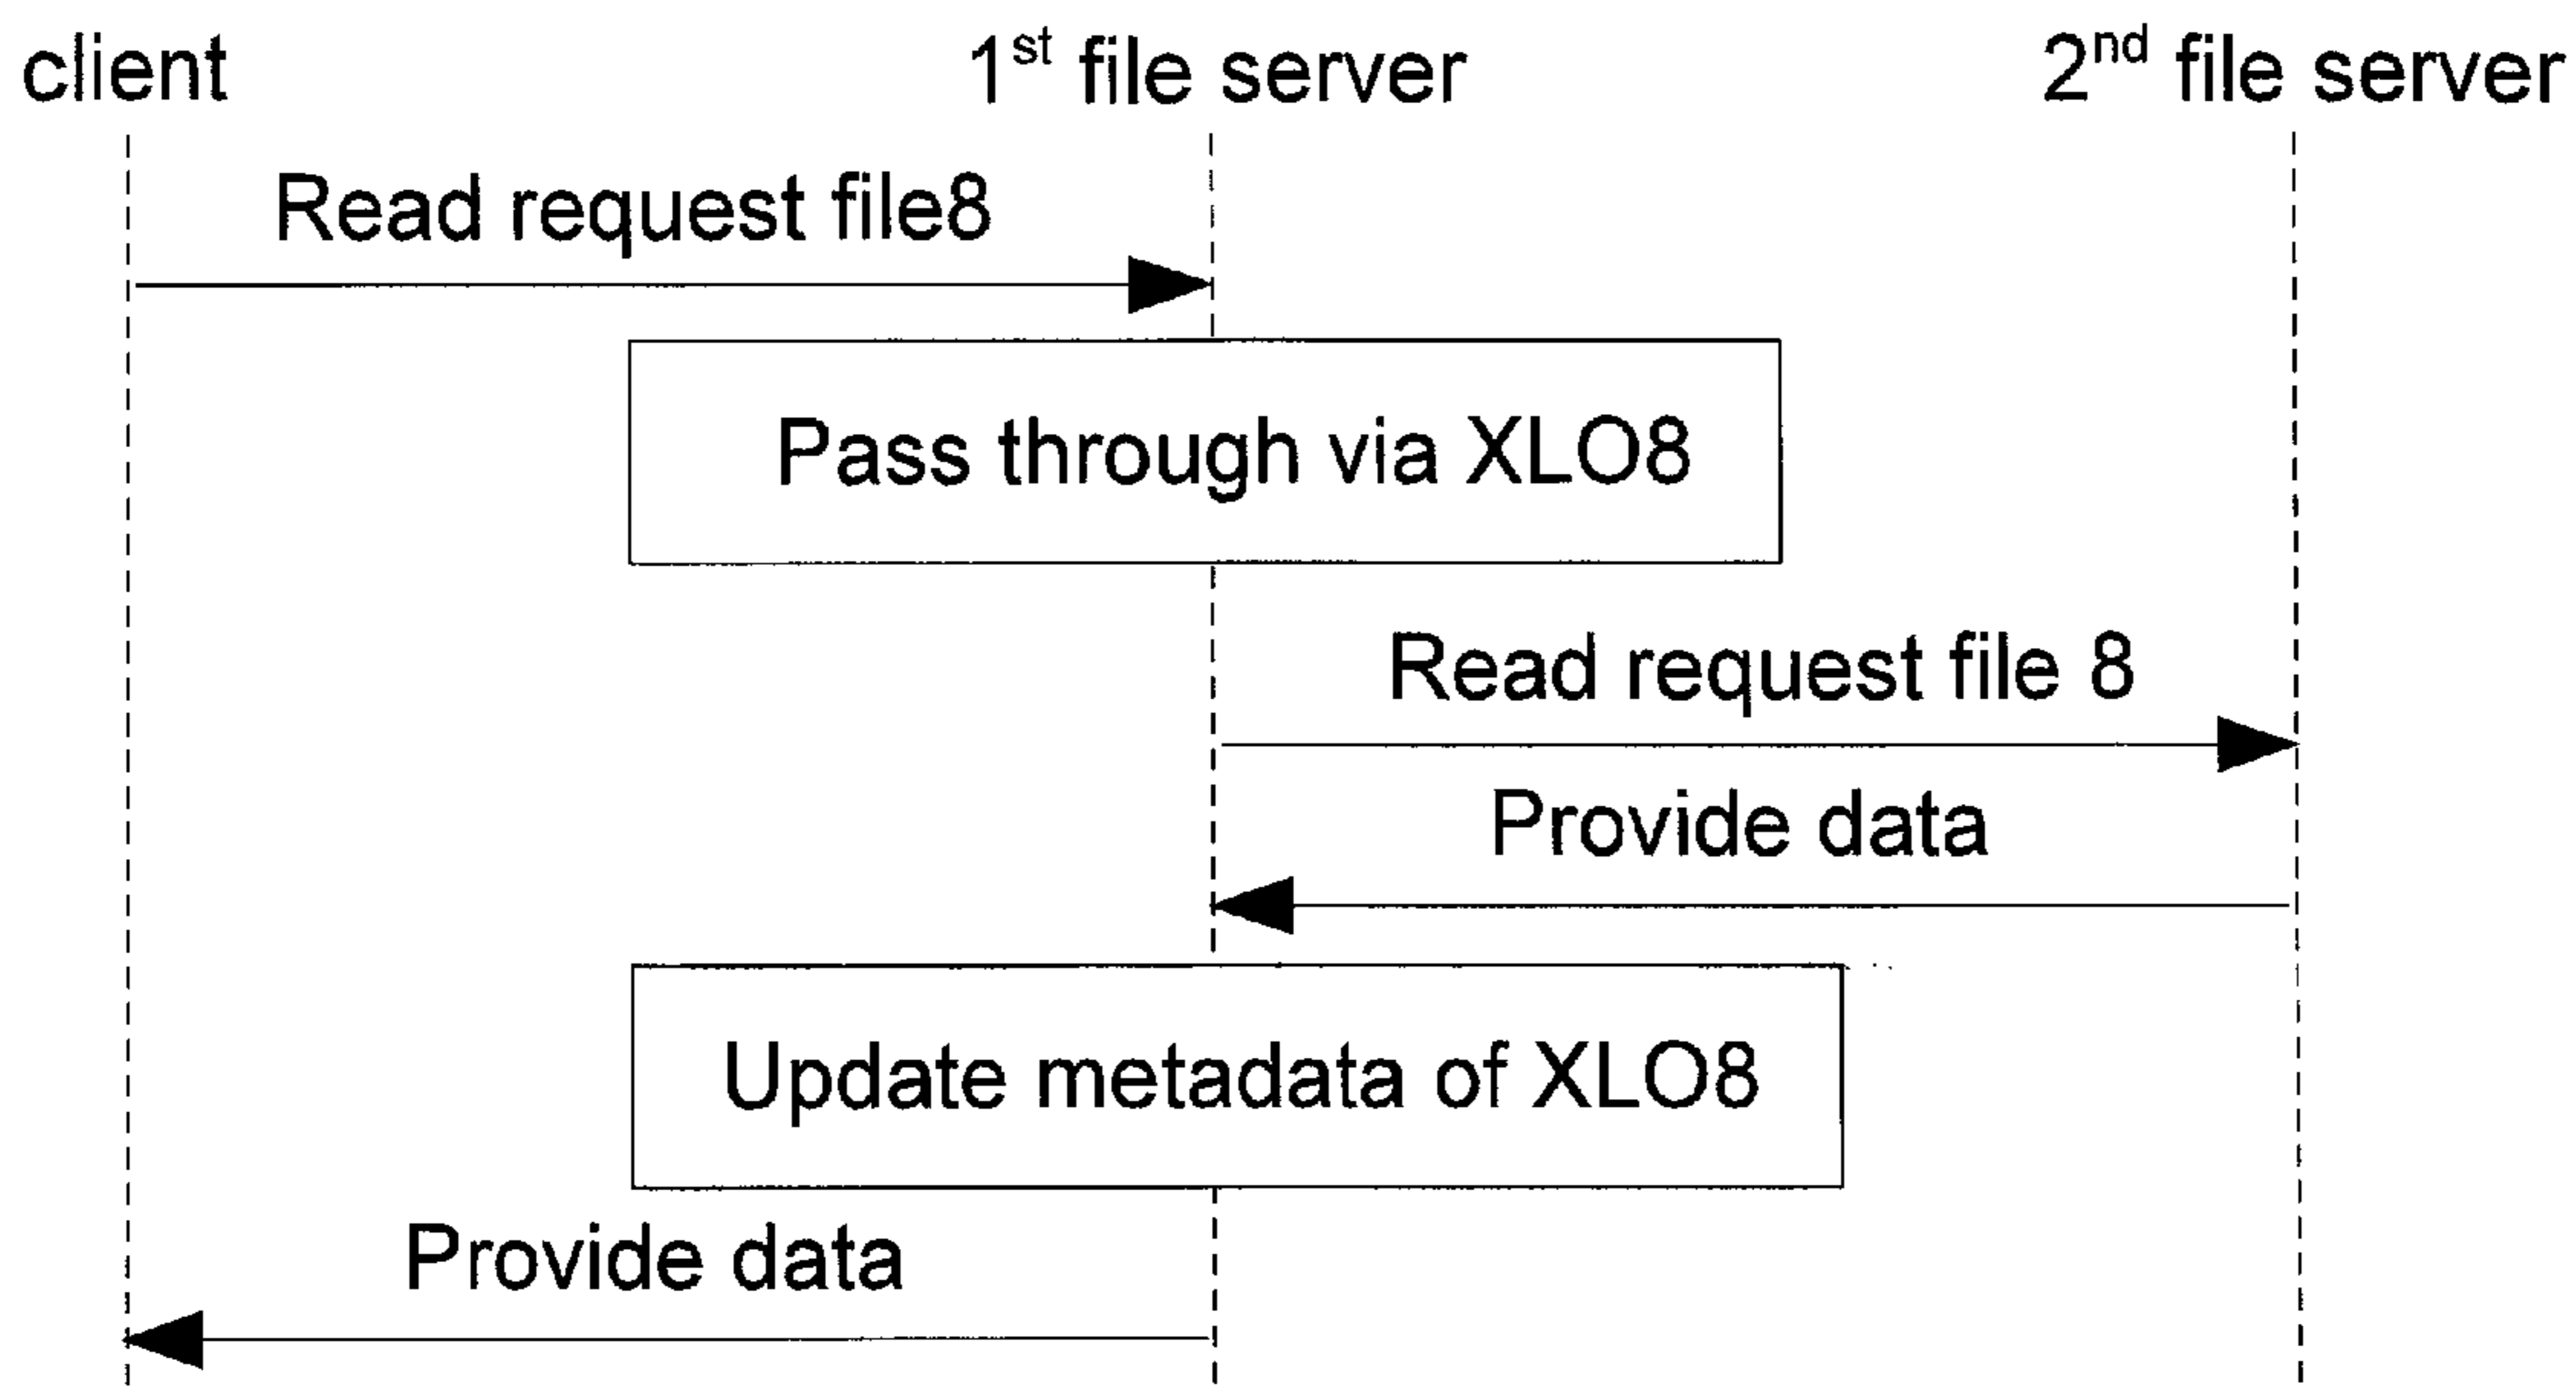 client
1st file server
2nd file server
Read request file8
Pass through via XLO8
Read request file 8
Provide data
Update metadata of XLO8
Provide data